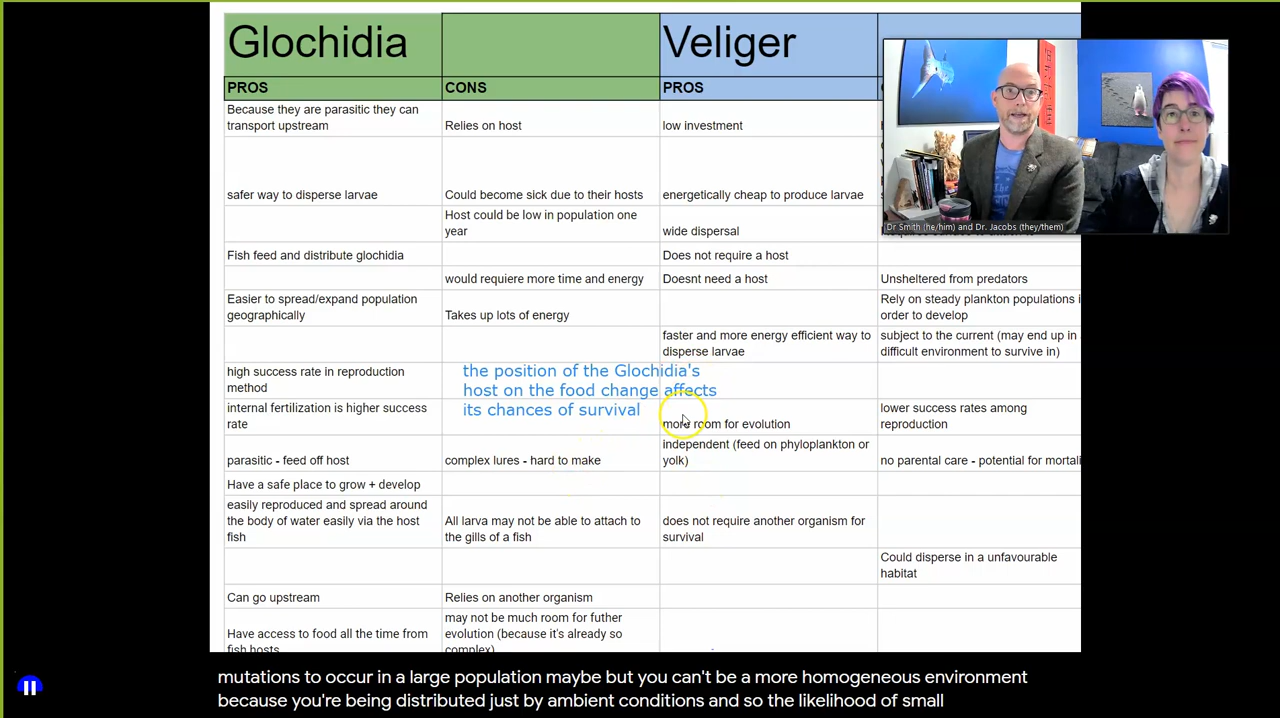 Glochidia
Veliger
PROS
CONS
PROS
Because they are parasitic they can
transport upstream
Relies on host
low investment
safer way to disperse larvae
Could become sick due to their hosts
energetically cheap to produce larvae
Host could be low in population one
year
wide dispersal
Dr Smith (he/him) and Dr. Jacobs (they/them)
Fish feed and distribute glochidia
Does not require a host
would requiere more time and energy
Doesnt need a host
Unsheltered from predators
Easier to spread/expand population
geographically
Takes up lots of energy
Rely on steady plankton populations i
order to develop
faster and more energy efficient way to
disperse larvae
subject to the current (may end up in
difficult environment to survive in)
high success rate in reproduction
method
the position of the Glochidia's
host on the food change affects
its chances of survival
internal fertilization is higher success
rate
more room for evolution
lower success rates among
reproduction
parasitic - feed off host
complex lures - hard to make
independent (feed on phyloplankton or
yolk)
no parental care - potential for mortali
Have a safe place to grow + develop
easily reproduced and spread around
the body of water easily via the host
fish
All larva may not be able to attach to
the gills of a fish
does not require another organism for
survival
Could disperse in a unfavourable
habitat
Can go upstream
Relies on another organism
Have access to food all the time from
fish hosts
may not be much room for futher
evolution (because it's already so
complex)
mutations to occur in a large population maybe but you can't be a more homogeneous environment
because you're being distributed just by ambient conditions and so the likelihood of small